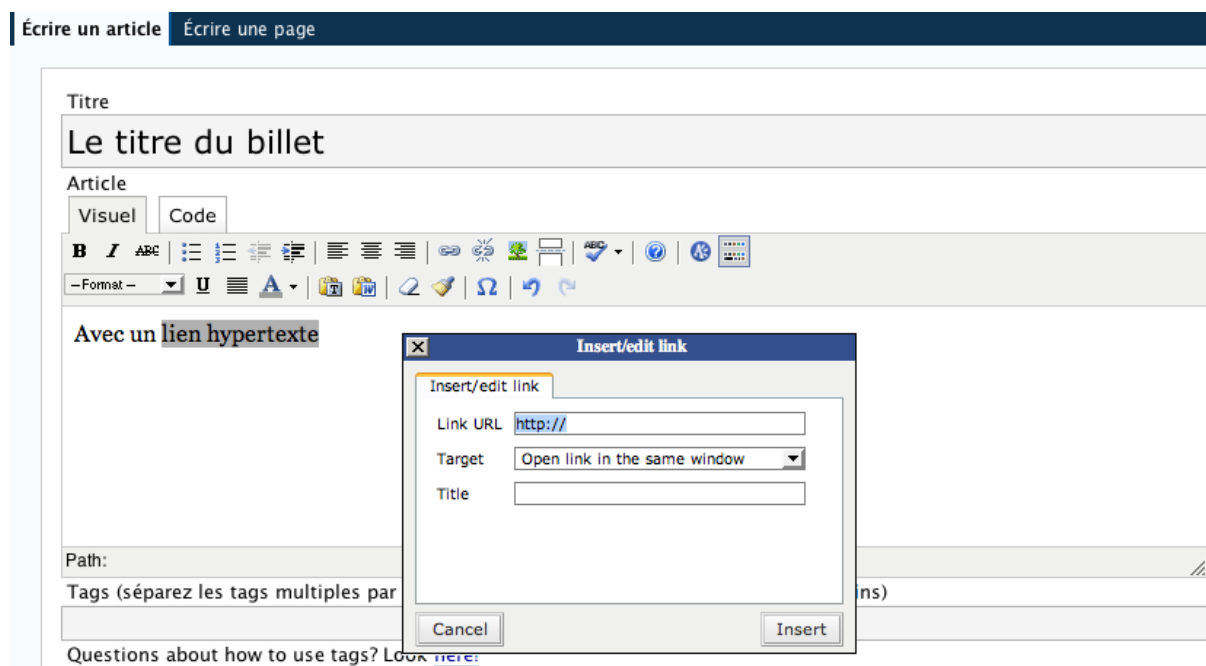 Écrire un article Écrire une page
Titre
Le titre du billet
Article
Visuel Code
B I ABC ABC
–Format– U A T W Ω
Avec un lien hypertexte
Insert/edit link
Insert/edit link
Link URL http://
Target Open link in the same window
Title
Path:
Tags (séparez les tags multiples par ins)
Cancel Insert
Questions about how to use tags? Look here!